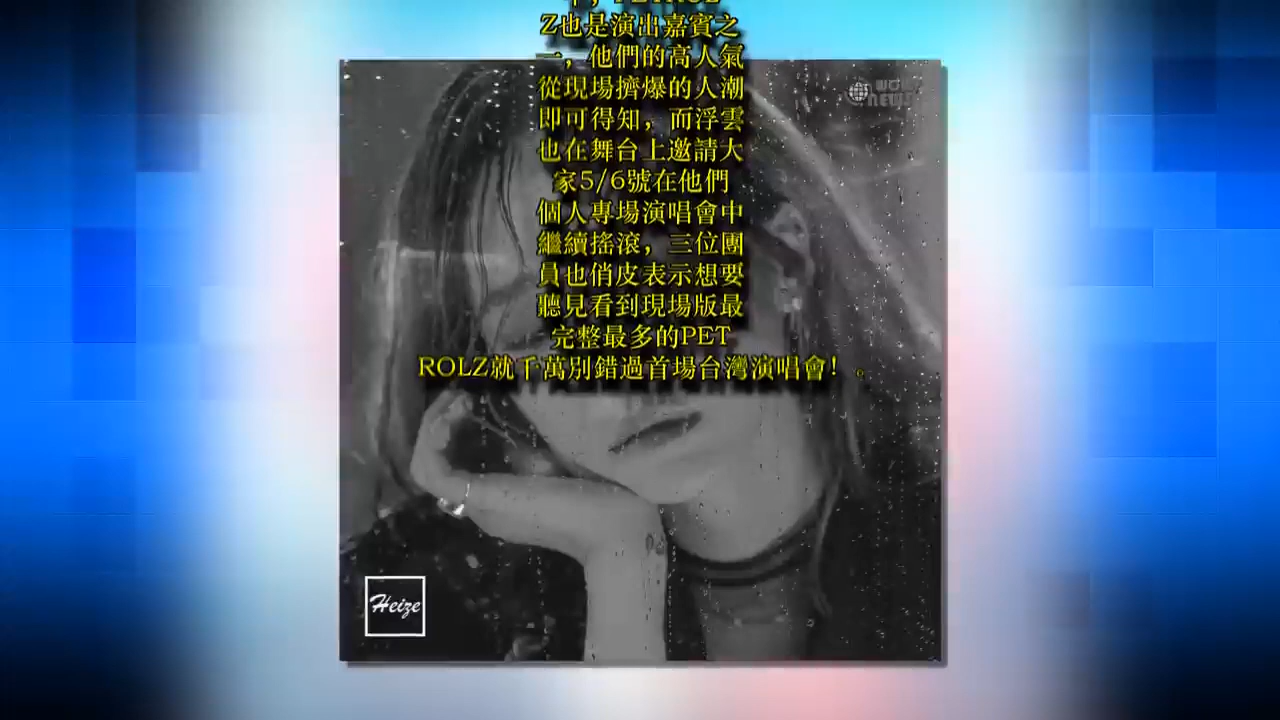 Z也是演出嘉賓之
一，他們的高人氣
從現場擠爆的人潮
即可得知，而浮雲
也在舞台上邀請大
家5/6號在他們
個人專場演唱會中
繼續搖滾，三位團
員也俏皮表示想要
聽見看到現場版最
完整最多的PET
ROLZ就千萬別錯過首場台灣演唱會！。
NEWS
Heize